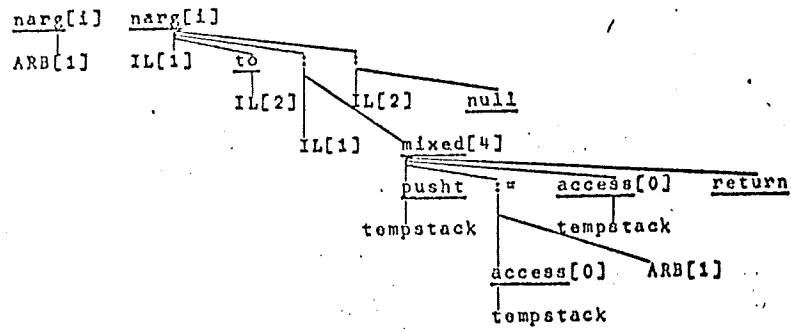 narg[i] narg[i]
ARB[1] IL[1] to : :
IL[2] IL[2] null
IL[1] mixed[4]
pusht := access[0] return
tempstack tempstack
access[0] ARB[1]
tempstack